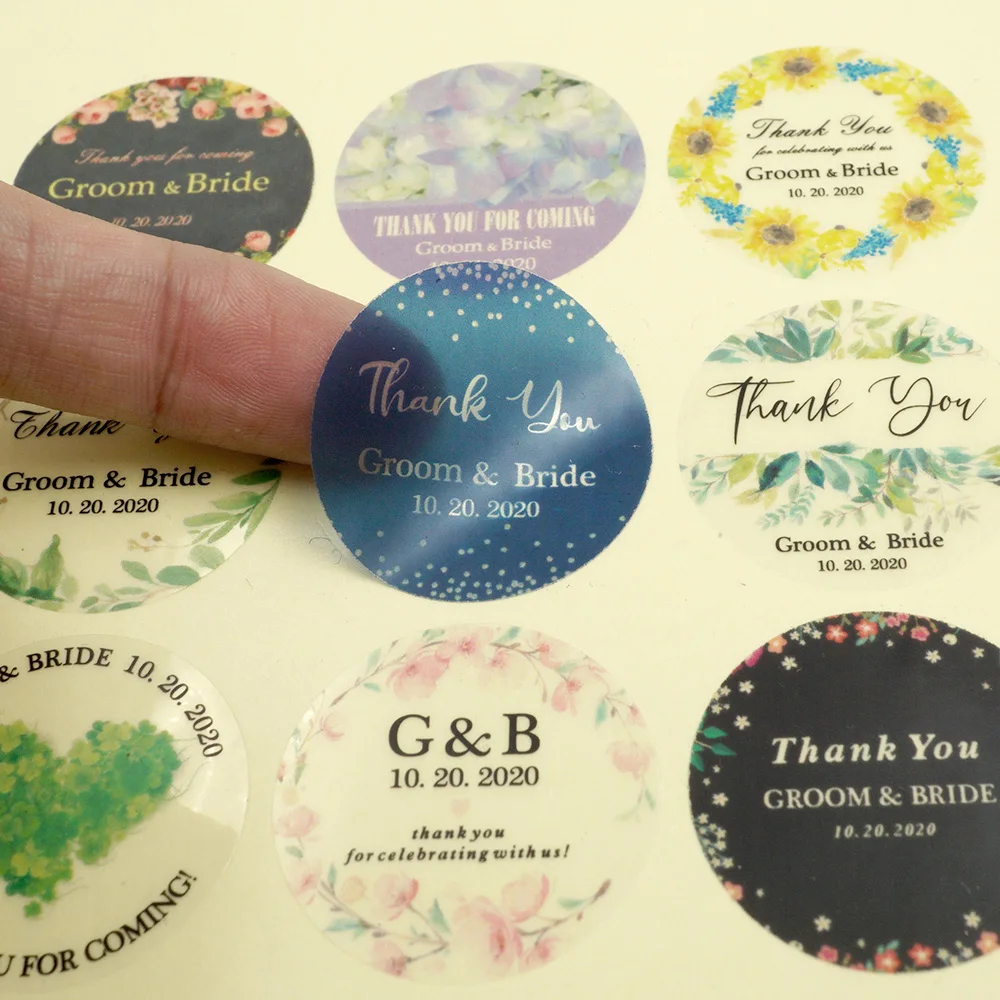 Thank you for coming
Groom & Bride
10. 20. 2020
THANK YOU FOR COMING
Groom & Bride
2020
Thank You
for celebrating with us
Groom & Bride
10. 20. 2020
Thank
Groom & Bride
10. 20. 2020
Thank You
Groom & Bride
10. 20. 2020
Thank You
Groom & Bride
10. 20. 2020
& BRIDE 10. 20. 2020
U FOR COMING!
G & B
10. 20. 2020
thank you
for celebrating with us!
Thank You
GROOM & BRIDE
10.20.2020